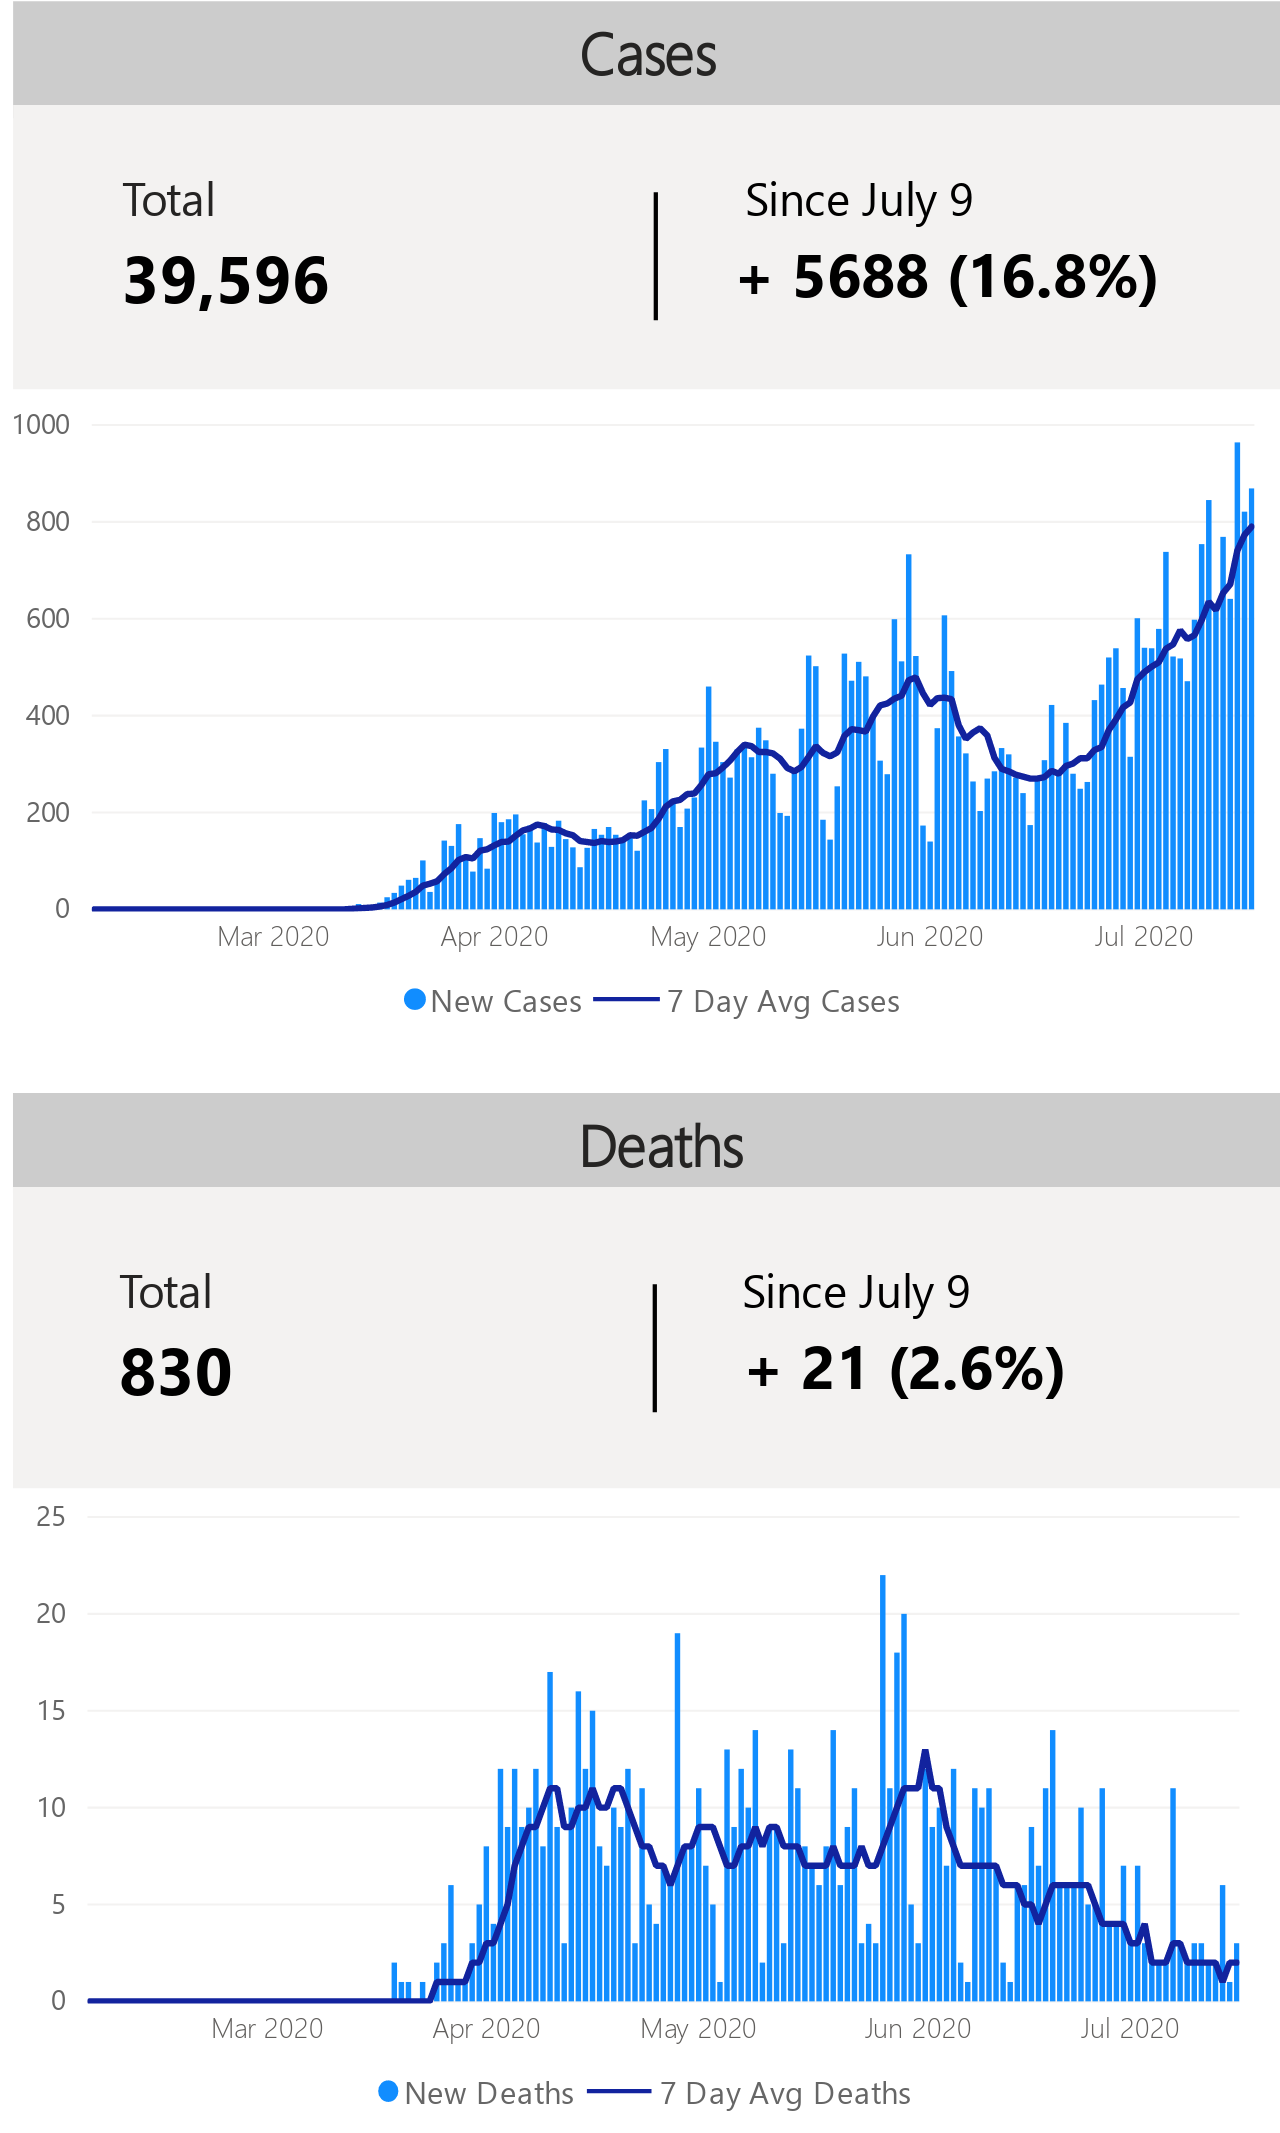 Cases
Total
Since July 9
39,596
+ 5688 (16.8%)
1000
800
600
400
200
0
Mar 2020 Apr 2020 May 2020 Jun 2020 Jul 2020
New Cases 7 Day Avg Cases
Deaths
Total
Since July 9
830
+ 21 (2.6%)
25
20
15
10
5
0
Mar 2020 Apr 2020 May 2020 Jun 2020 Jul 2020
New Deaths 7 Day Avg Deaths